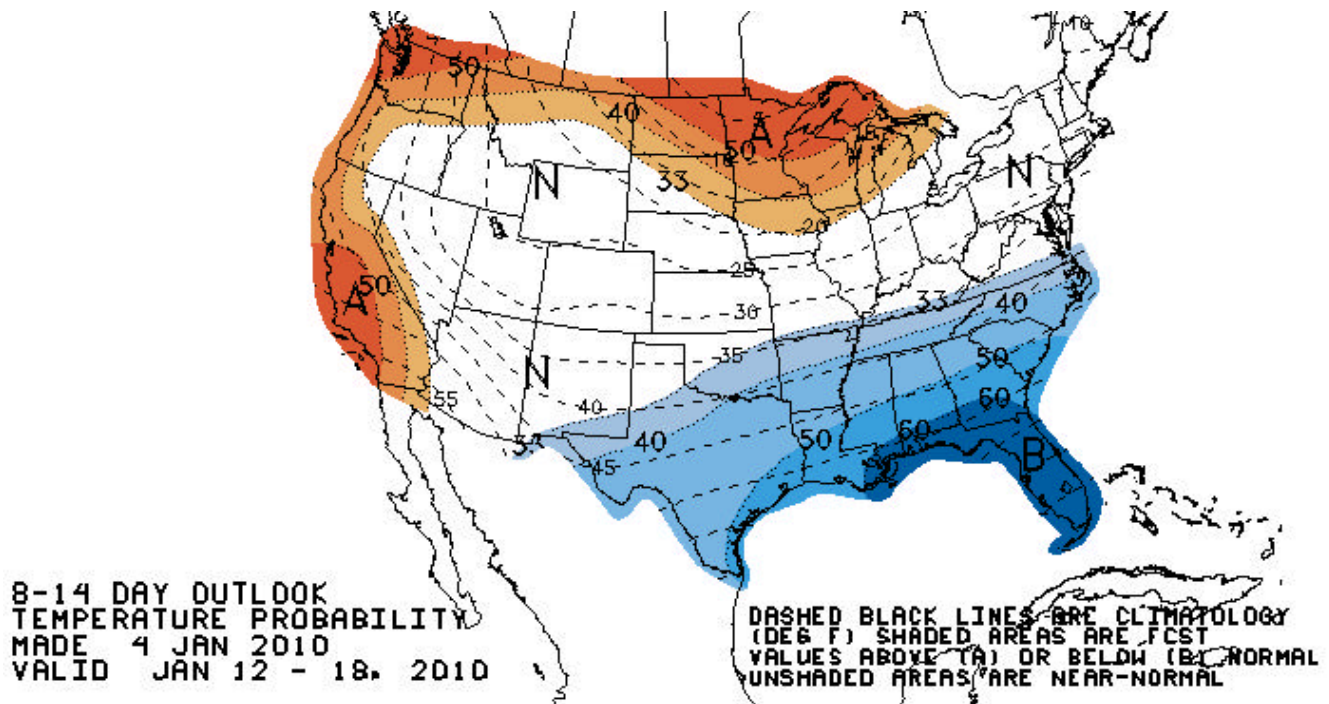 10
50
40
A
50
33
N
N
20
25
50
A
33
40
30
35
50
N
55
40
60
40
50
60
45
B
8-14 DAY OUTLOOK
TEMPERATURE PROBABILITY
MADE 4 JAN 2010
VALID JAN 12 - 18, 2010
DASHED BLACK LINES ARE CLIMATOLOGY
(DEG F) SHADED AREAS ARE FCST
VALUES ABOVE (A) OR BELOW (B) NORMAL
UNSHADED AREAS ARE NEAR-NORMAL